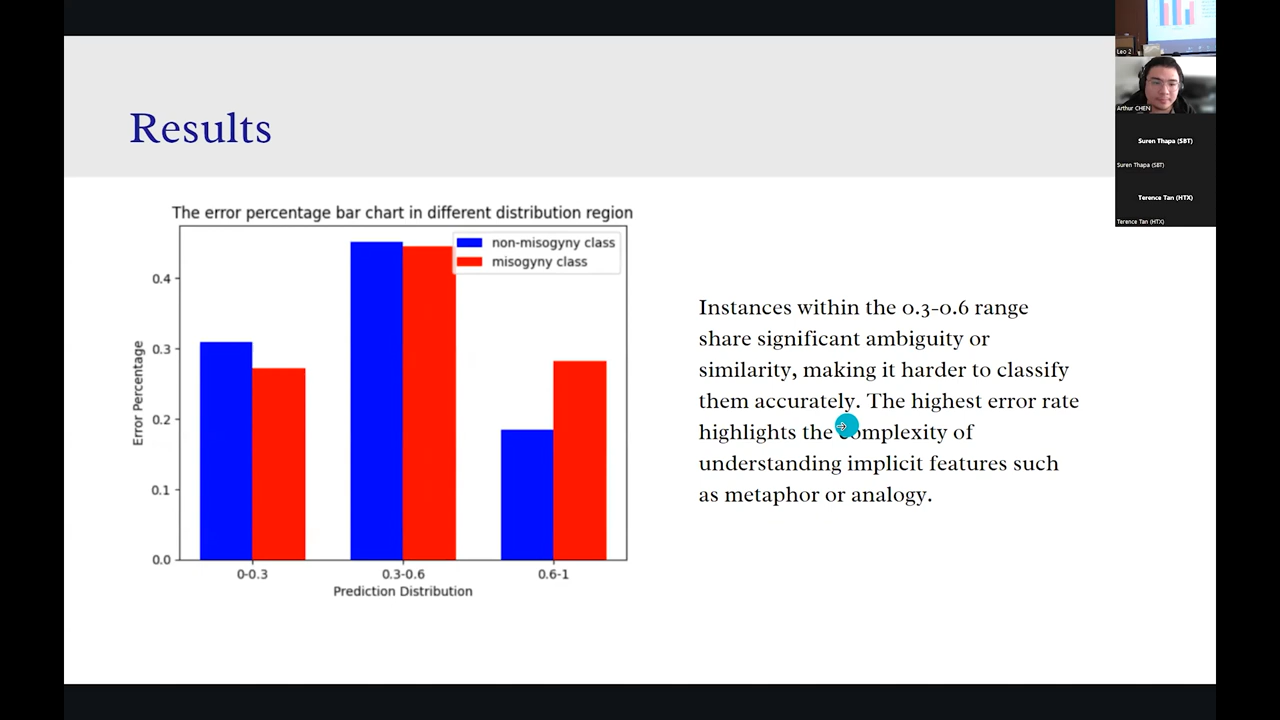 Results
The error percentage bar chart in different distribution region
non-misogyny class
misogyny class
0.4
0.3
0.2
0.1
0.0
Error Percentage
0-0.3
0.3-0.6
0.6-1
Prediction Distribution
Instances within the 0.3-0.6 range
share significant ambiguity or
similarity, making it harder to classify
them accurately. The highest error rate
highlights the complexity of
understanding implicit features such
as metaphor or analogy.
Leo 2
Arthur CHEN
Suren Thapa (SBT)
Suren Thapa (SBT)
Terence Tan (HTX)
Terence Tan (HTX)